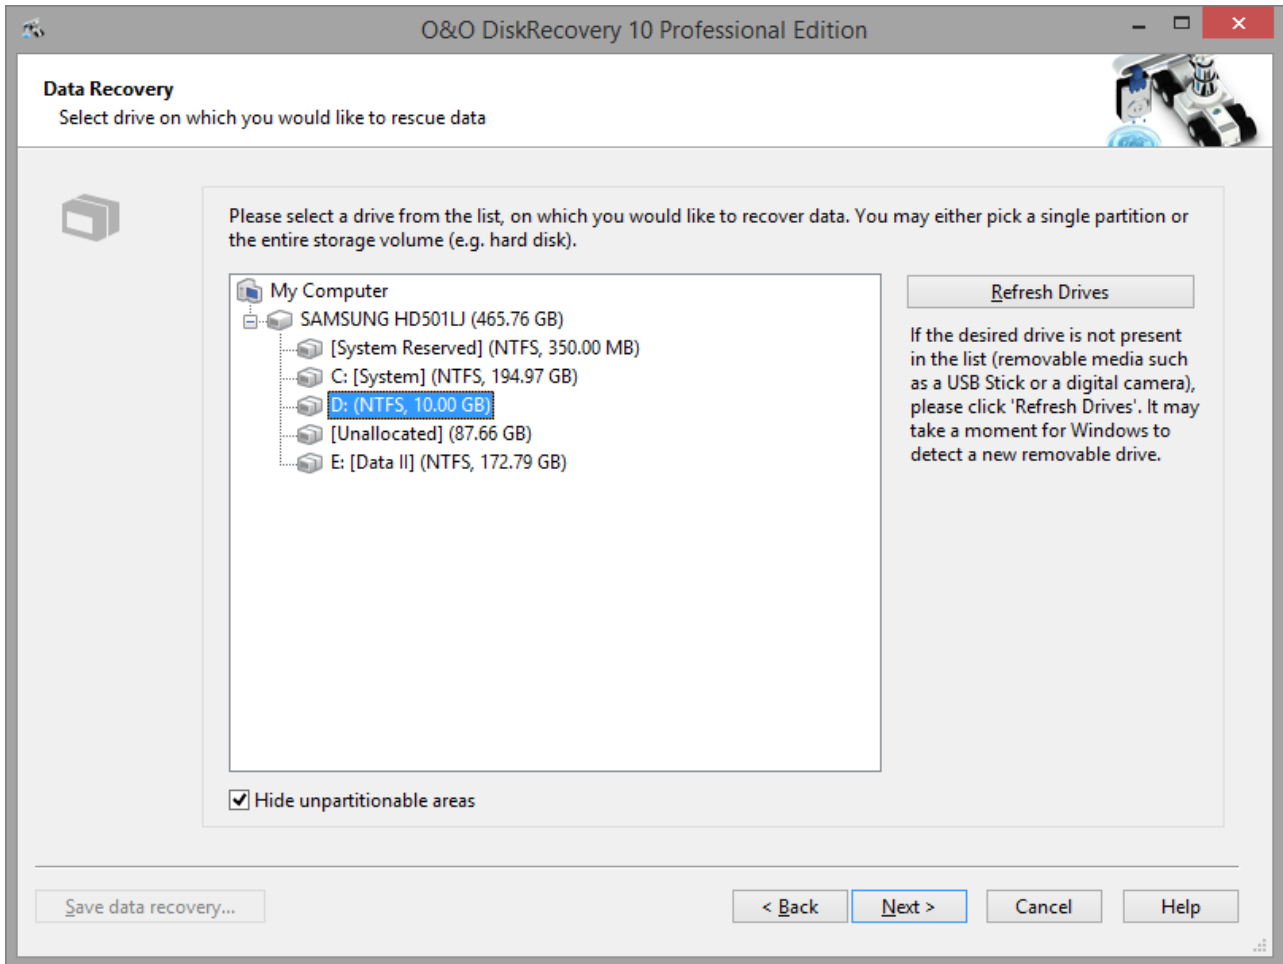 O&O DiskRecovery 10 Professional Edition
Data Recovery
Select drive on which you would like to rescue data
Please select a drive from the list, on which you would like to recover data. You may either pick a single partition or
the entire storage volume (e.g. hard disk).
My Computer
SAMSUNG HD501LJ (465.76 GB)
[System Reserved] (NTFS, 350.00 MB)
C: [System] (NTFS, 194.97 GB)
D: (NTFS, 10.00 GB)
[Unallocated] (87.66 GB)
E: [Data II] (NTFS, 172.79 GB)
Refresh Drives
If the desired drive is not present
in the list (removable media such
as a USB Stick or a digital camera),
please click 'Refresh Drives'. It may
take a moment for Windows to
detect a new removable drive.
Hide unpartitionable areas
Save data recovery...
< Back
Next >
Cancel
Help